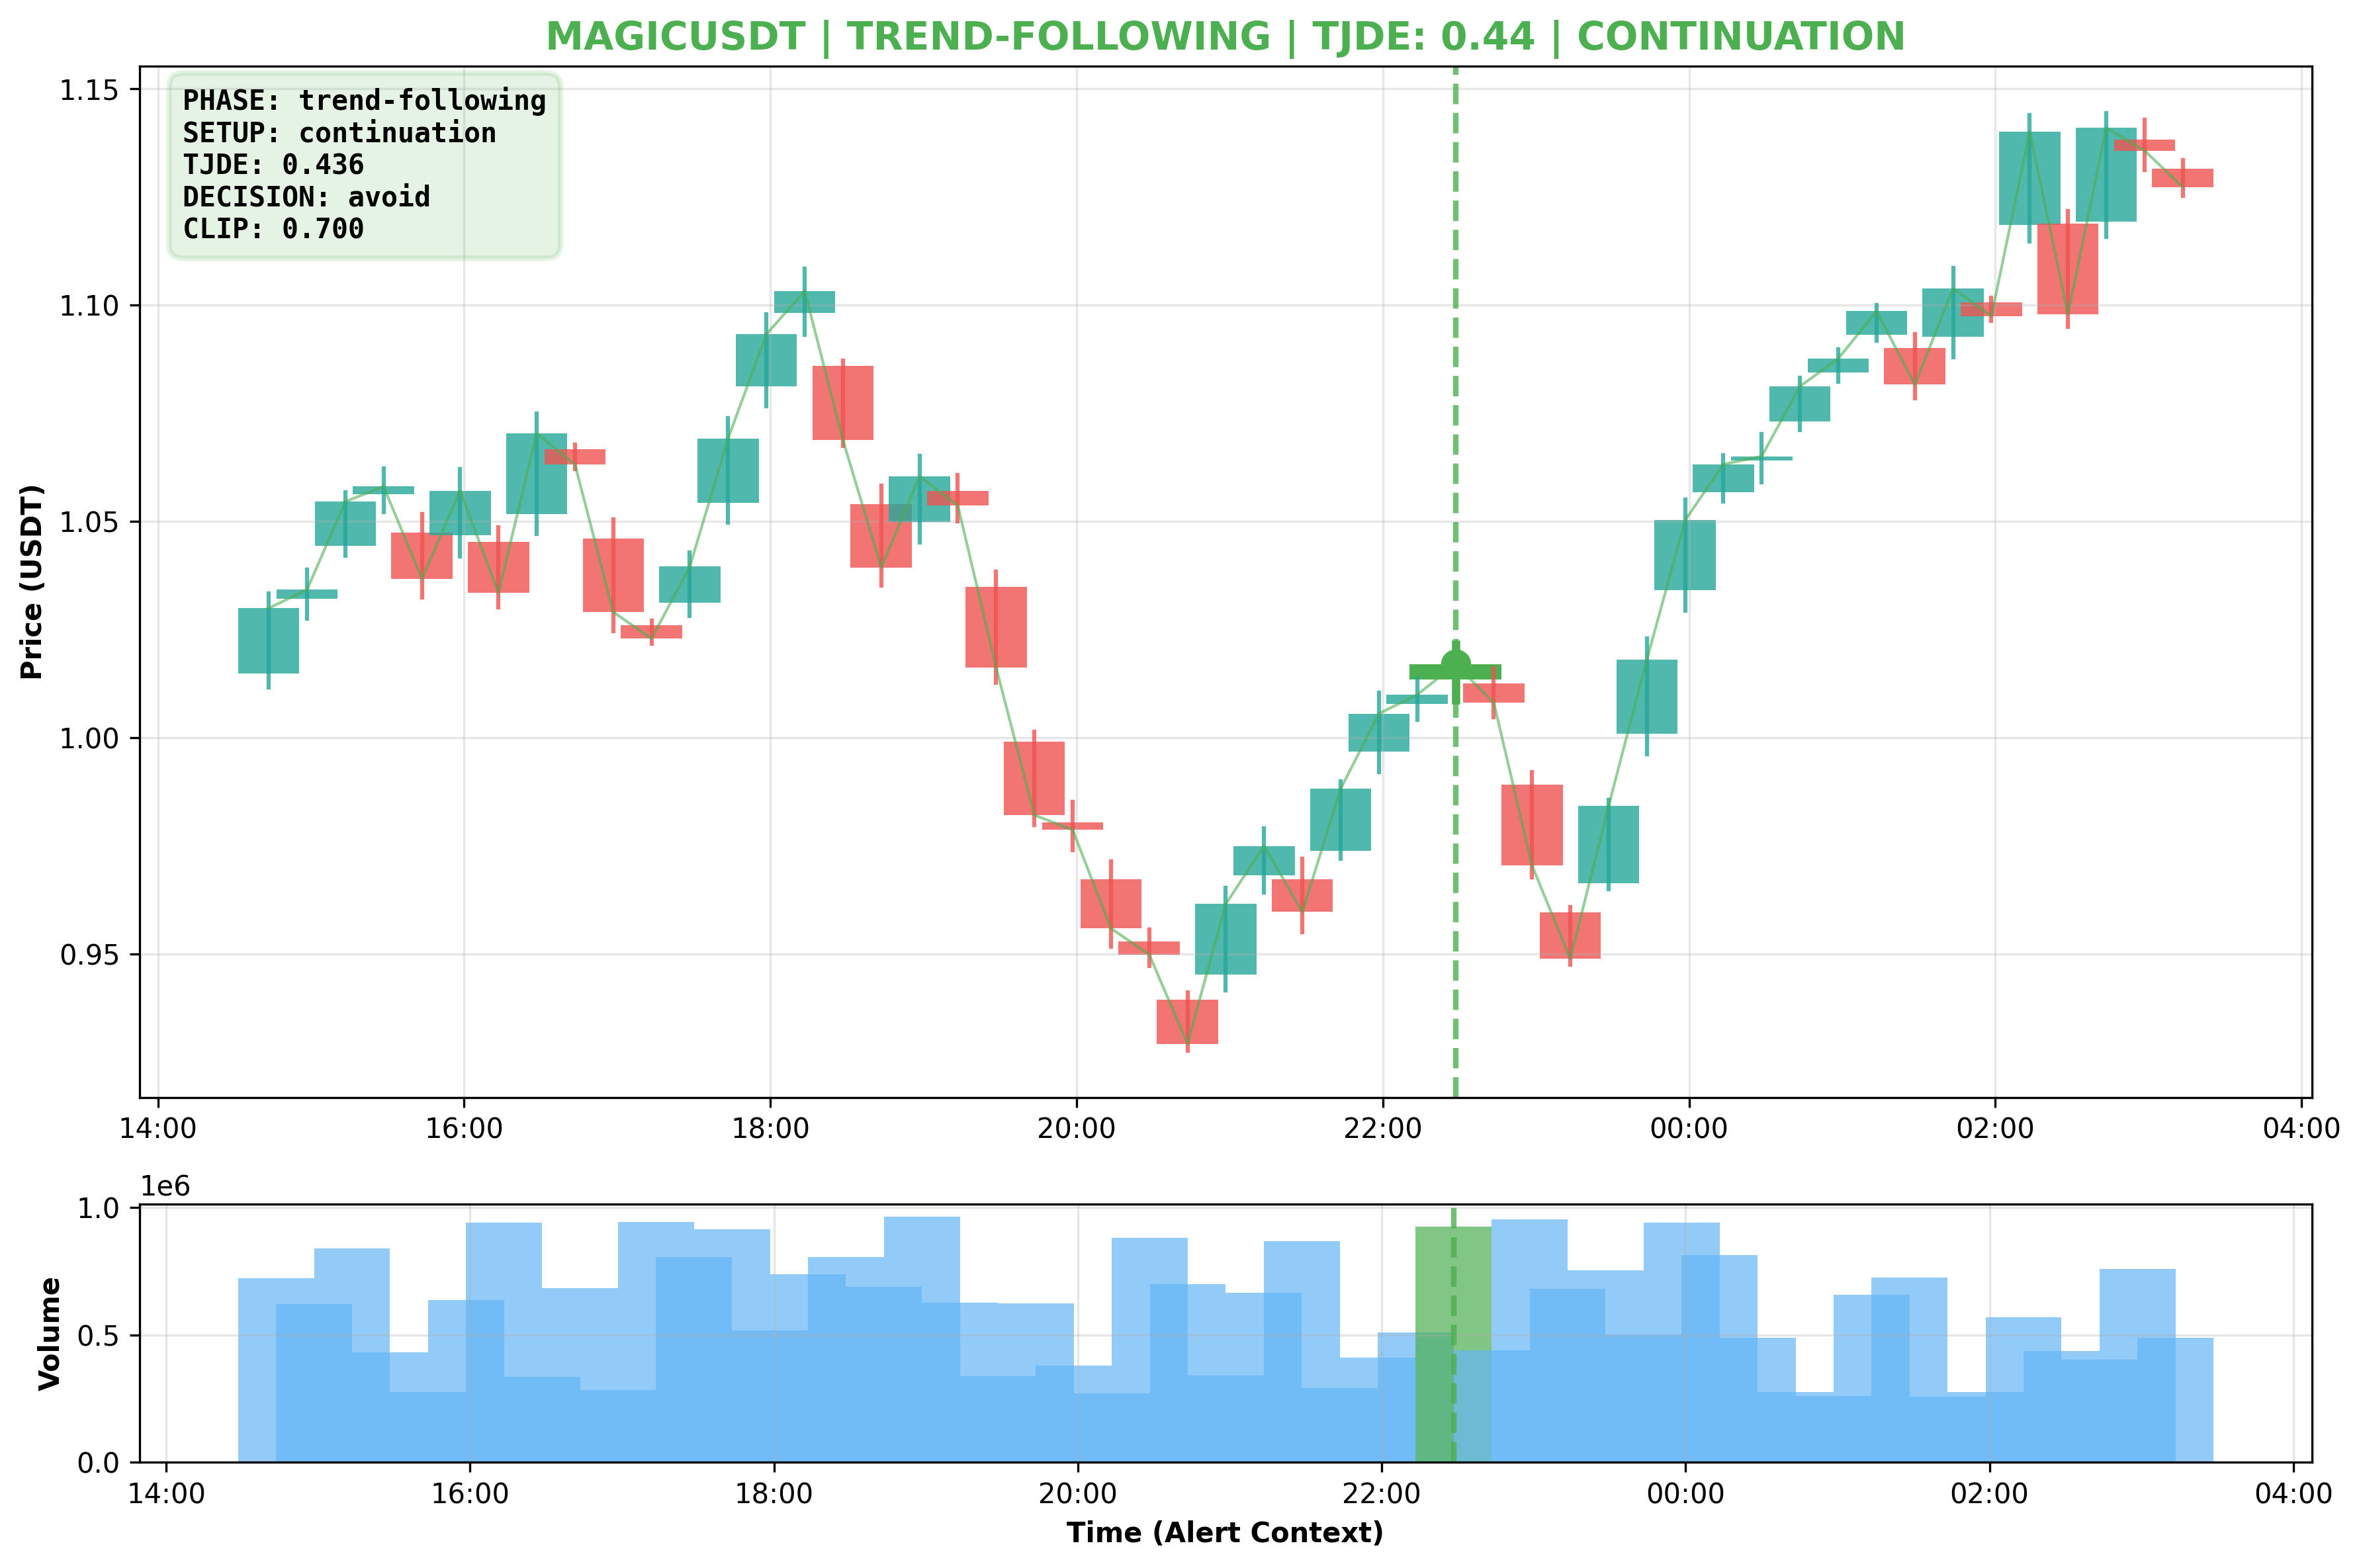 MAGICUSDT | TREND-FOLLOWING | TJDE: 0.44 | CONTINUATION
PHASE: trend-following
SETUP: continuation
TJDE: 0.436
DECISION: avoid
CLIP: 0.700
Price (USDT)
1.15
1.10
1.05
1.00
0.95
14:00 16:00 18:00 20:00 22:00 00:00 02:00 04:00
1e6
Volume
1.0
0.5
0.0
14:00 16:00 18:00 20:00 22:00 00:00 02:00 04:00
Time (Alert Context)